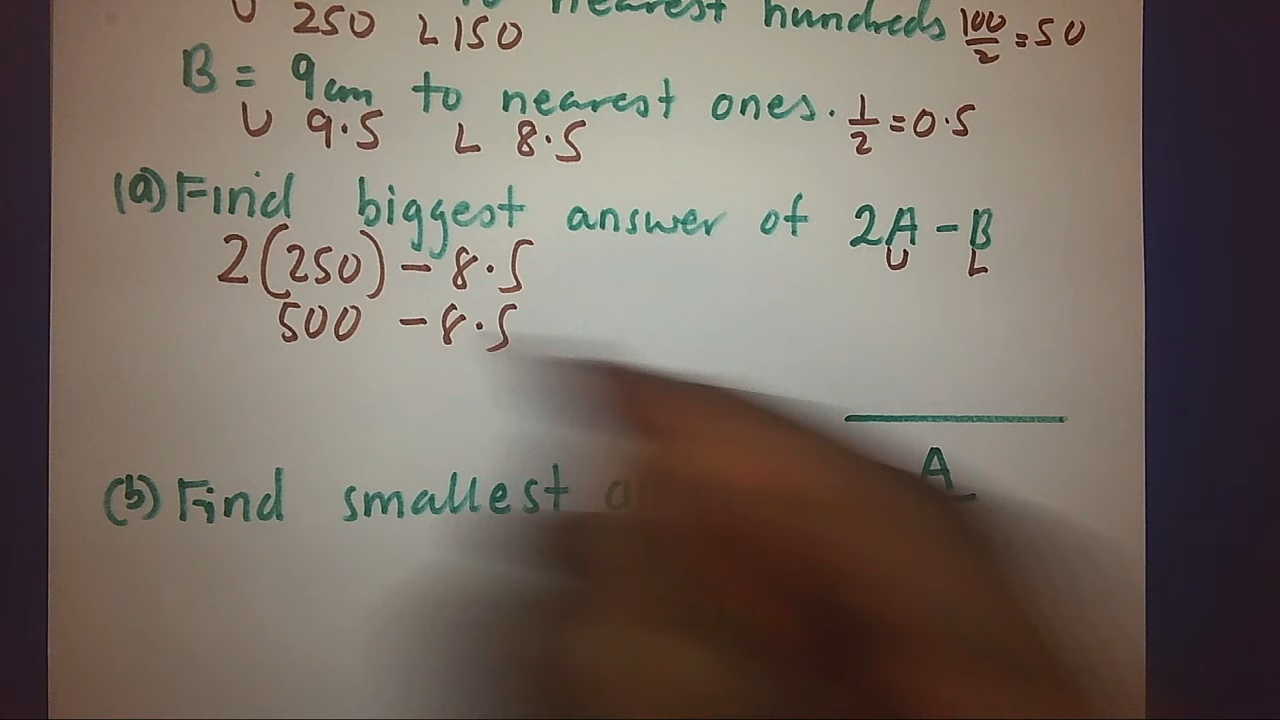 U 250 L 150 nearest hundreds 100/2 = 50
B = 9cm to nearest ones. 1/2 = 0.5
U 9.5 L 8.5
(a) Find biggest answer of 2A - B
U L
2(250) - 8.5
500 - 8.5
A
(b) Find smallest